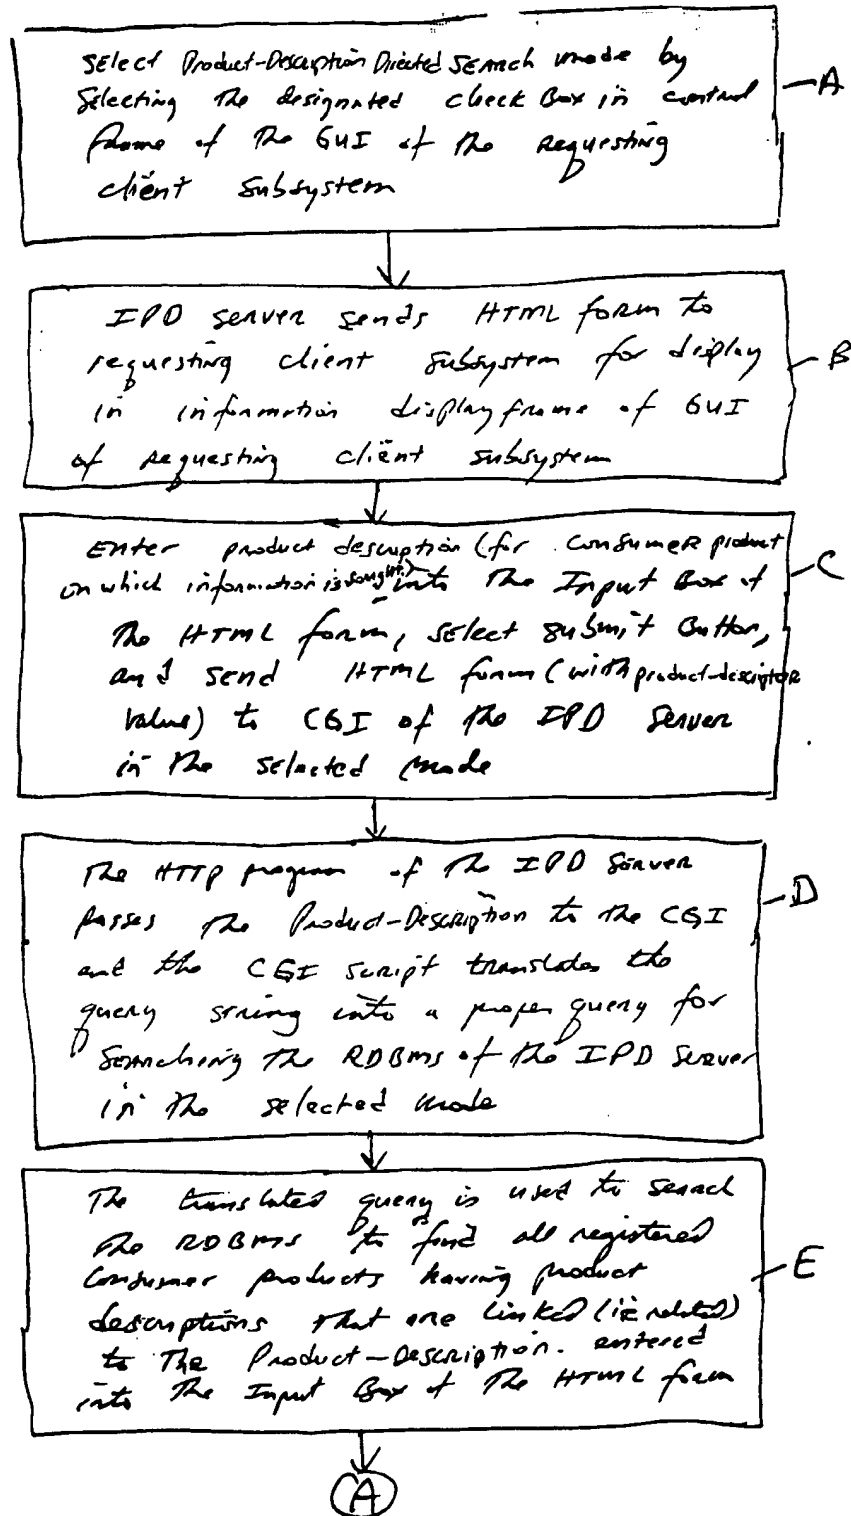 Select Product-Description Directed Search mode by
Selecting the designated check Box in control
frame of the GUI of the requesting
client subsystem
A
IPD server sends HTML form to
requesting client subsystem for display
in information display frame of GUI
of requesting client subsystem
B
Enter product description (for consumer product
on which information is sought) into the Input Box of
the HTML form, select submit Button,
and send HTML form (with product-descriptor
value) to CGI of the IPD Server
in the selected mode
C
The HTTP program of the IPD Server
passes the Product-Description to the CGI
and the CGI script translates the
query string into a proper query for
searching the RDBMS of the IPD Server
in the selected mode
D
The translated query is used to search
the RDBMS to find all registered
Consumer products having product
descriptions that are linked (ie related)
to the Product-Description. entered
into the Input Box of the HTML form
E
A